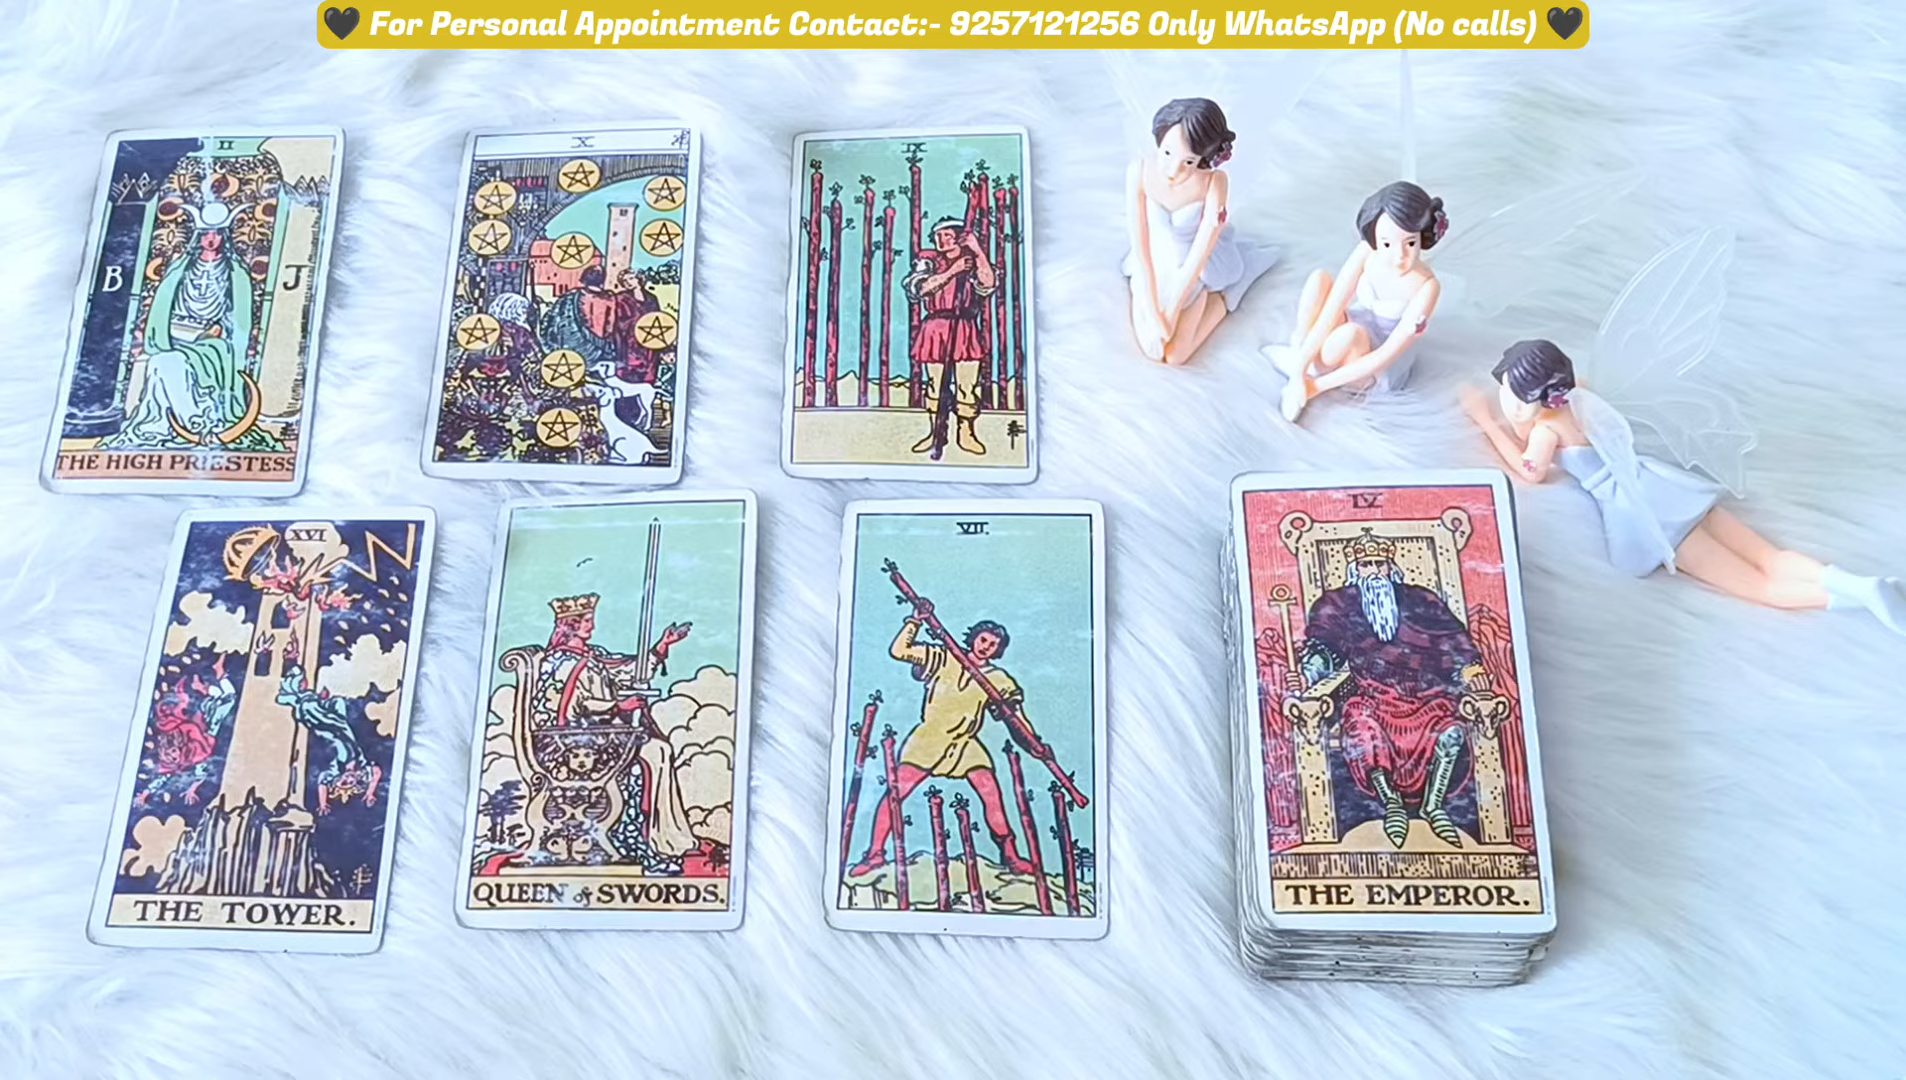 🖤 For Personal Appointment Contact:- 9257121256 Only WhatsApp (No calls) 🖤
II
B J
THE HIGH PRIESTESS
X
IX
XVI
THE TOWER.
QUEEN of SWORDS.
VII.
IV
THE EMPEROR.